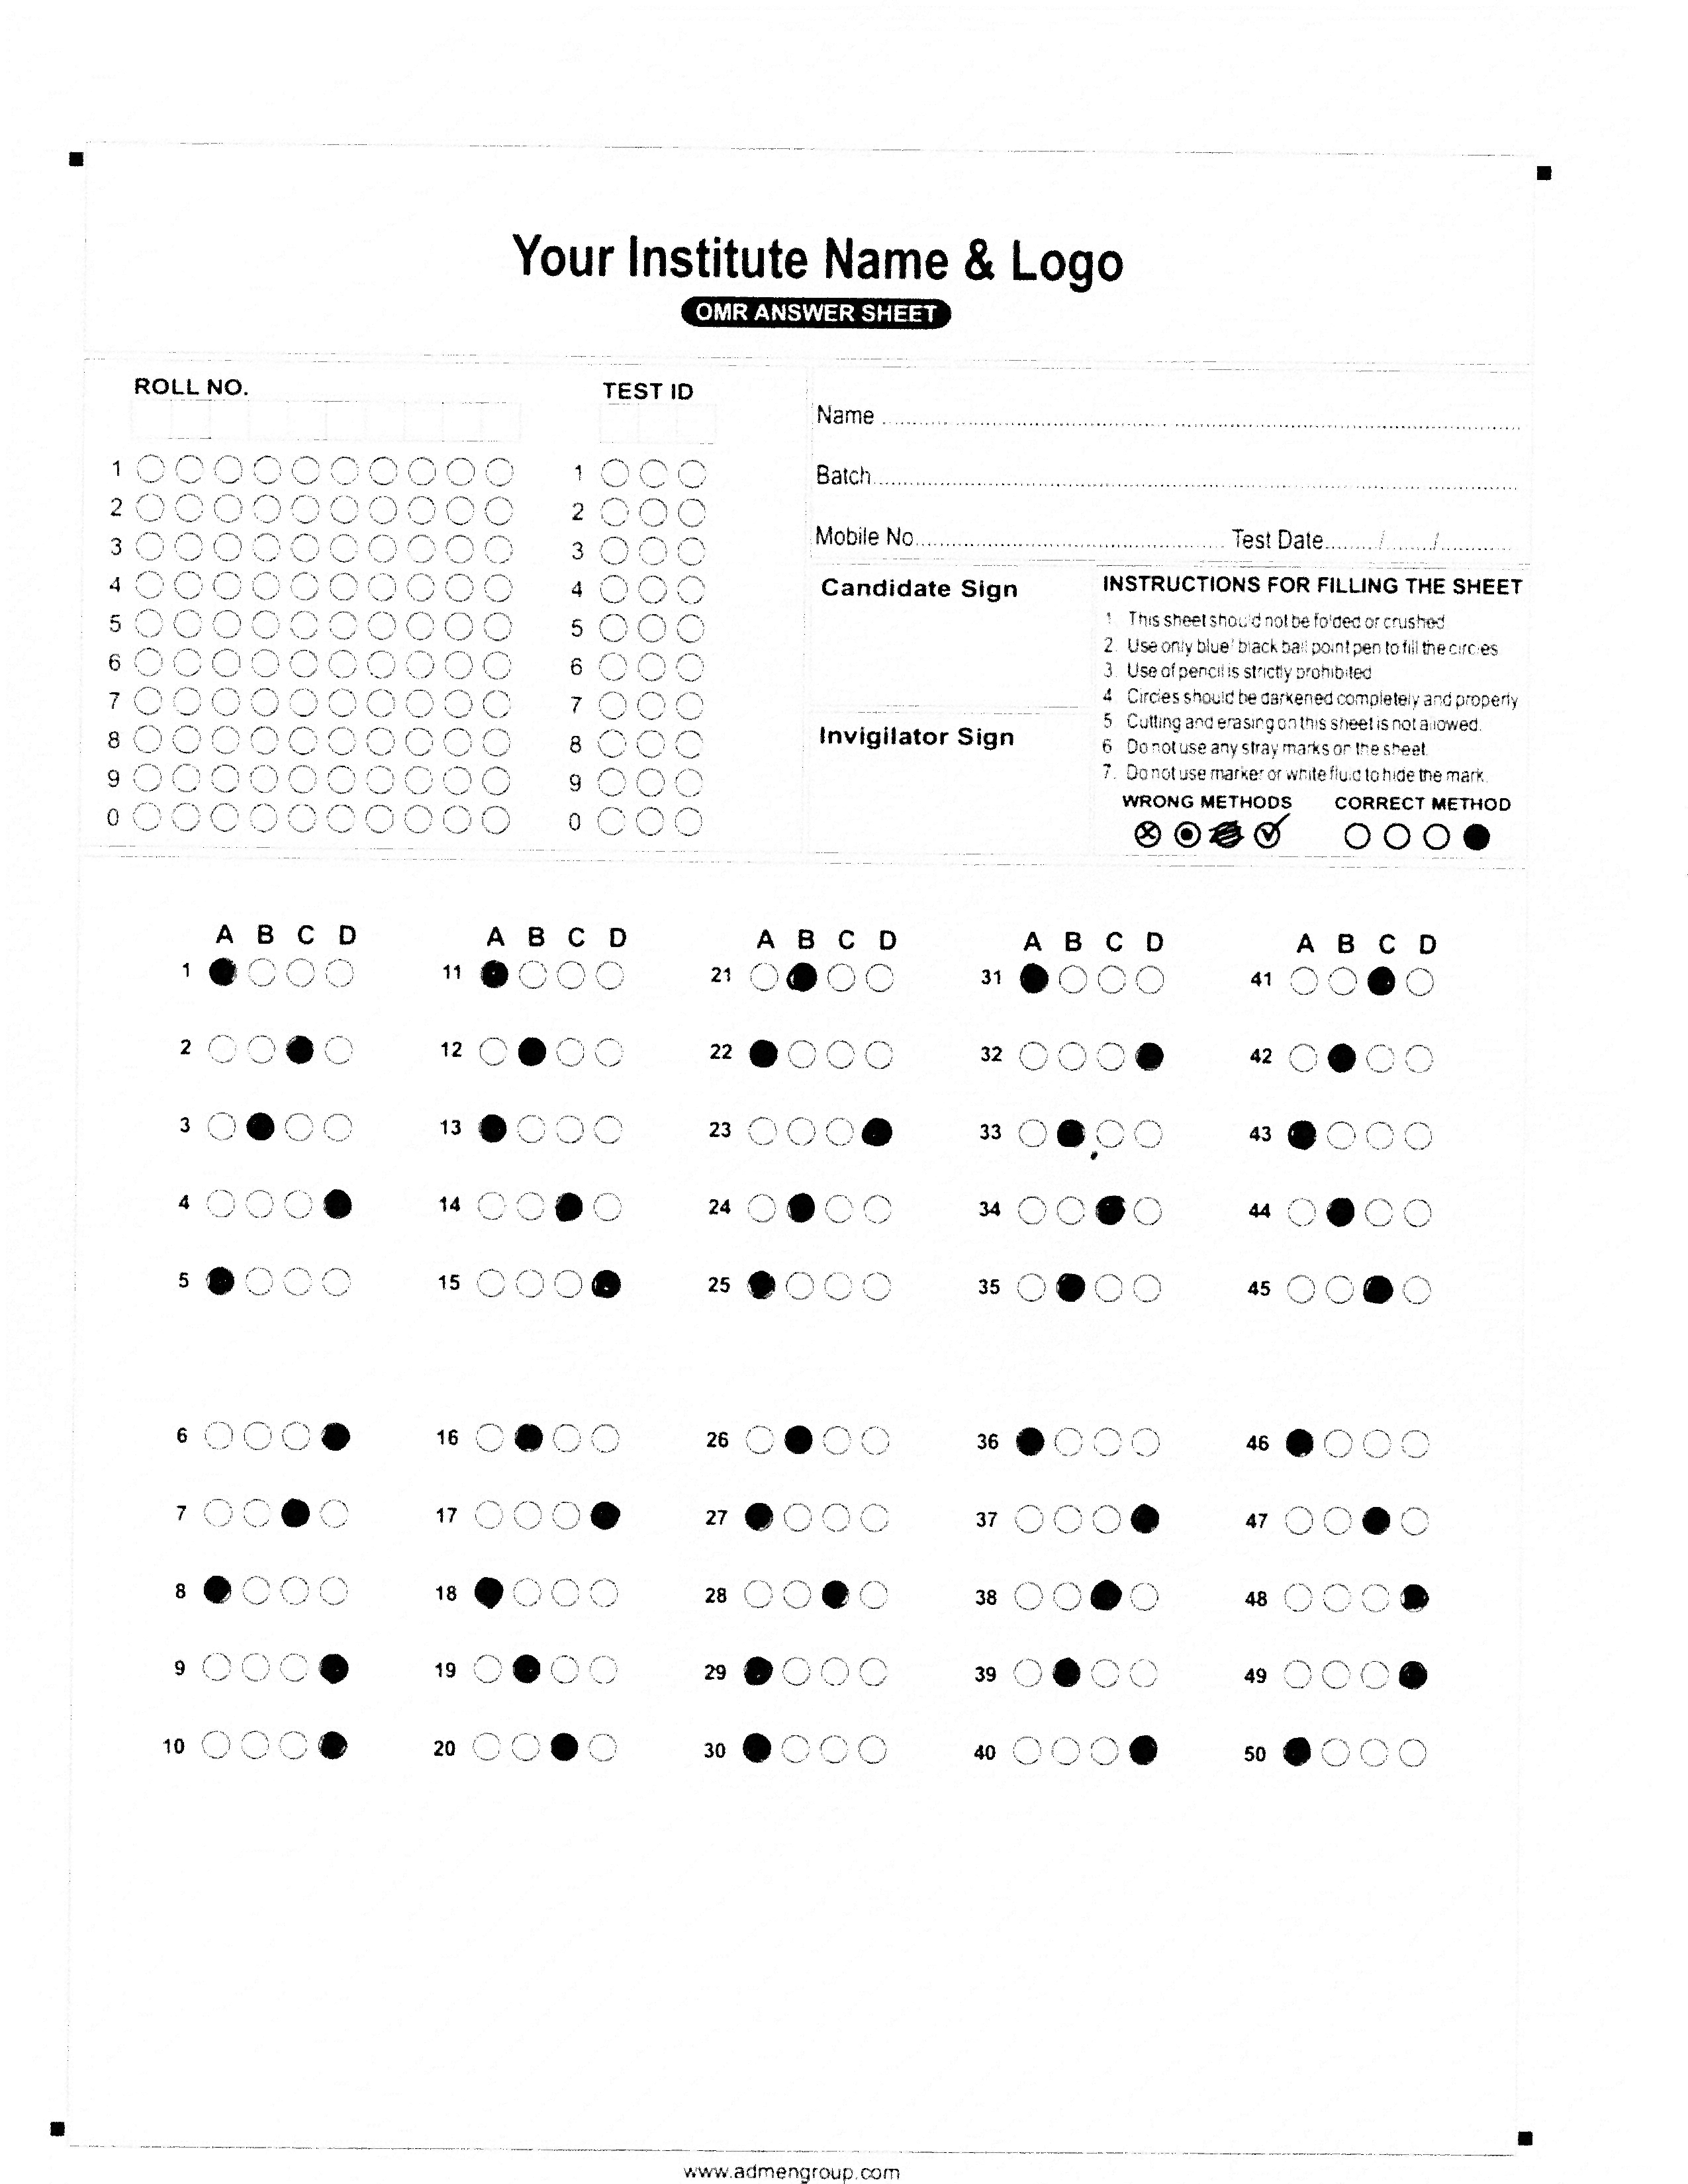 Your Institute Name & Logo
OMR ANSWER SHEET
ROLL NO.
1
2
3
4
5
6
7
8
9
0
TEST ID
1
2
3
4
5
6
7
8
9
0
Name
Batch
Mobile No. Test Date / /
Candidate Sign
Invigilator Sign
INSTRUCTIONS FOR FILLING THE SHEET
1. This sheet should not be folded or crushed
2. Use only blue/ black ball point pen to fill the circles
3. Use of pencil is strictly prohibited
4. Circles should be darkened completely and properly
5. Cutting and erasing on this sheet is not allowed.
6. Do not use any stray marks on the sheet
7. Do not use marker or white fluid to hide the mark.
WRONG METHODS CORRECT METHOD
A B C D A B C D A B C D A B C D A B C D
1 11 21 31 41
2 12 22 32 42
3 13 23 33 43
4 14 24 34 44
5 15 25 35 45
6 16 26 36 46
7 17 27 37 47
8 18 28 38 48
9 19 29 39 49
10 20 30 40 50
www.admengroup.com